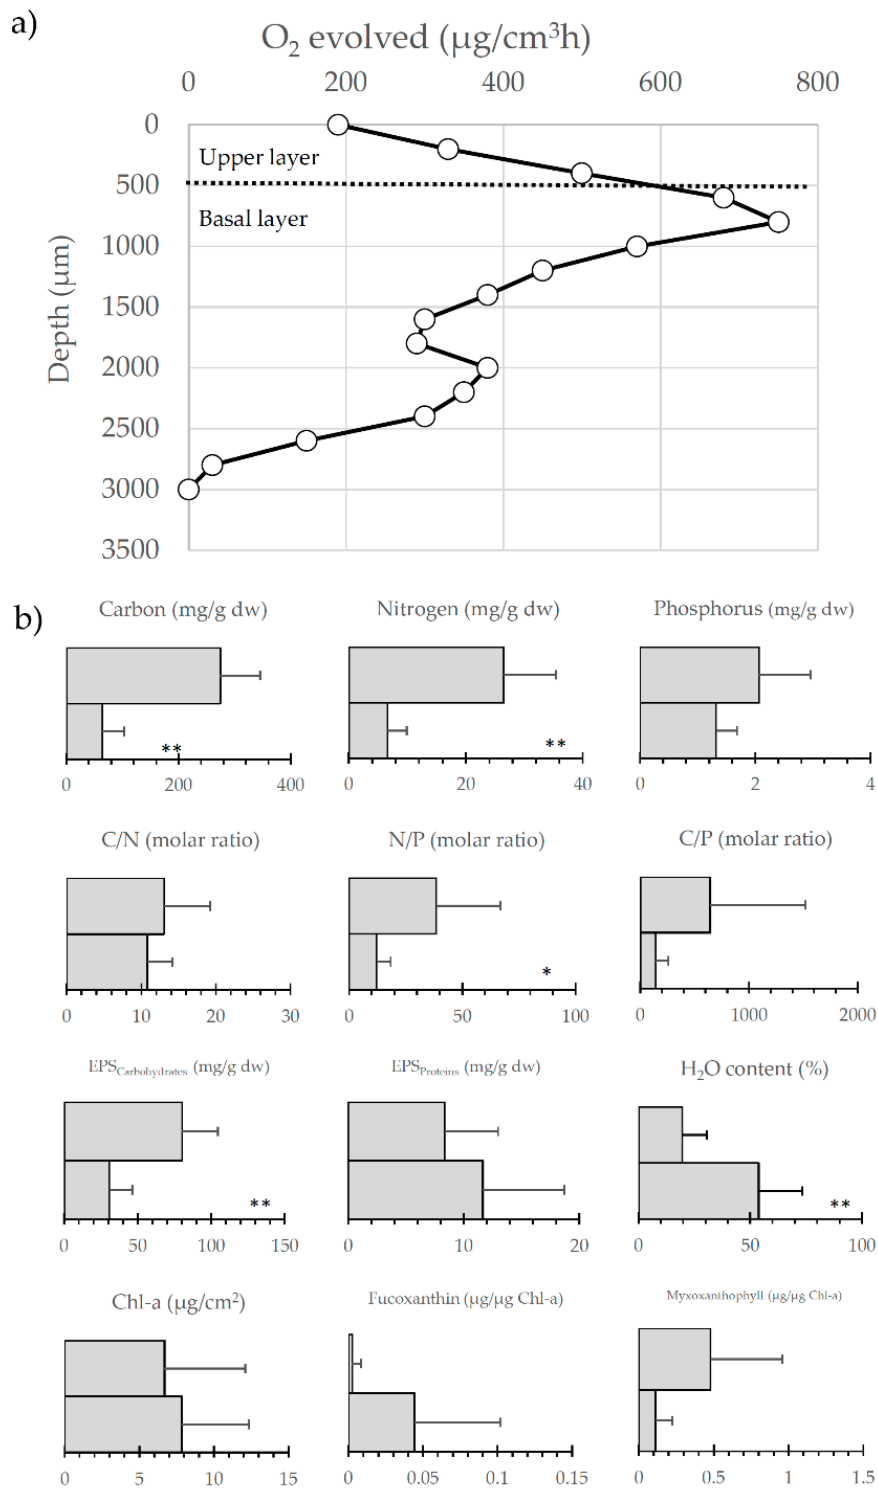 a)
O₂ evolved (µg/cm³h)
0 200 400 600 800
0
Upper layer
500
Basal layer
1000
1500
2000
2500
3000
3500
Depth (µm)
b)
Carbon (mg/g dw) Nitrogen (mg/g dw) Phosphorus (mg/g dw)
** **
0 200 400 0 20 40 0 2 4
C/N (molar ratio) N/P (molar ratio) C/P (molar ratio)
*
0 10 20 30 0 50 100 0 1000 2000
EPS Carbohydrates (mg/g dw) EPS Proteins (mg/g dw) H₂O content (%)
** **
0 50 100 150 0 10 20 0 50 100
Chl-a (µg/cm²) Fucoxanthin (µg/µg Chl-a) Myxoxanthophyll (µg/µg Chl-a)
0 5 10 15 0 0.05 0.1 0.15 0 0.5 1 1.5